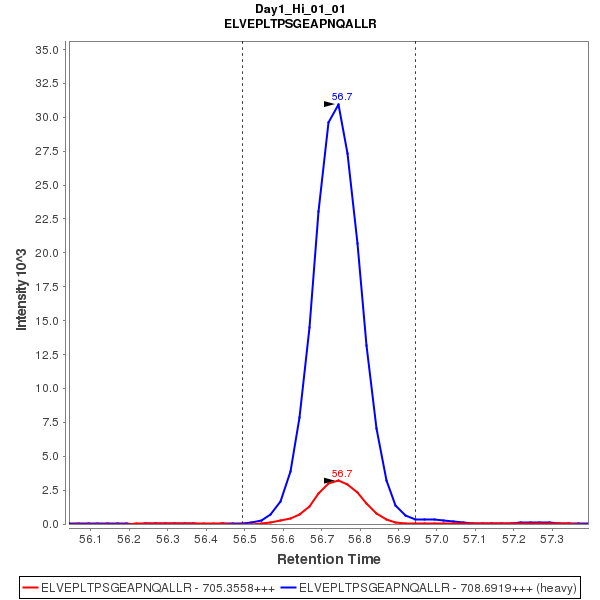 Day1_Hi_01_01
ELVEPLTPSGEAPNQALLR
Intensity 10^3
35.0
32.5
30.0
27.5
25.0
22.5
20.0
17.5
15.0
12.5
10.0
7.5
5.0
2.5
0.0
56.7
56.7
56.1 56.2 56.3 56.4 56.5 56.6 56.7 56.8 56.9 57.0 57.1 57.2 57.3
Retention Time
ELVEPLTPSGEAPNQALLR - 705.3558+++ ELVEPLTPSGEAPNQALLR - 708.6919+++ (heavy)